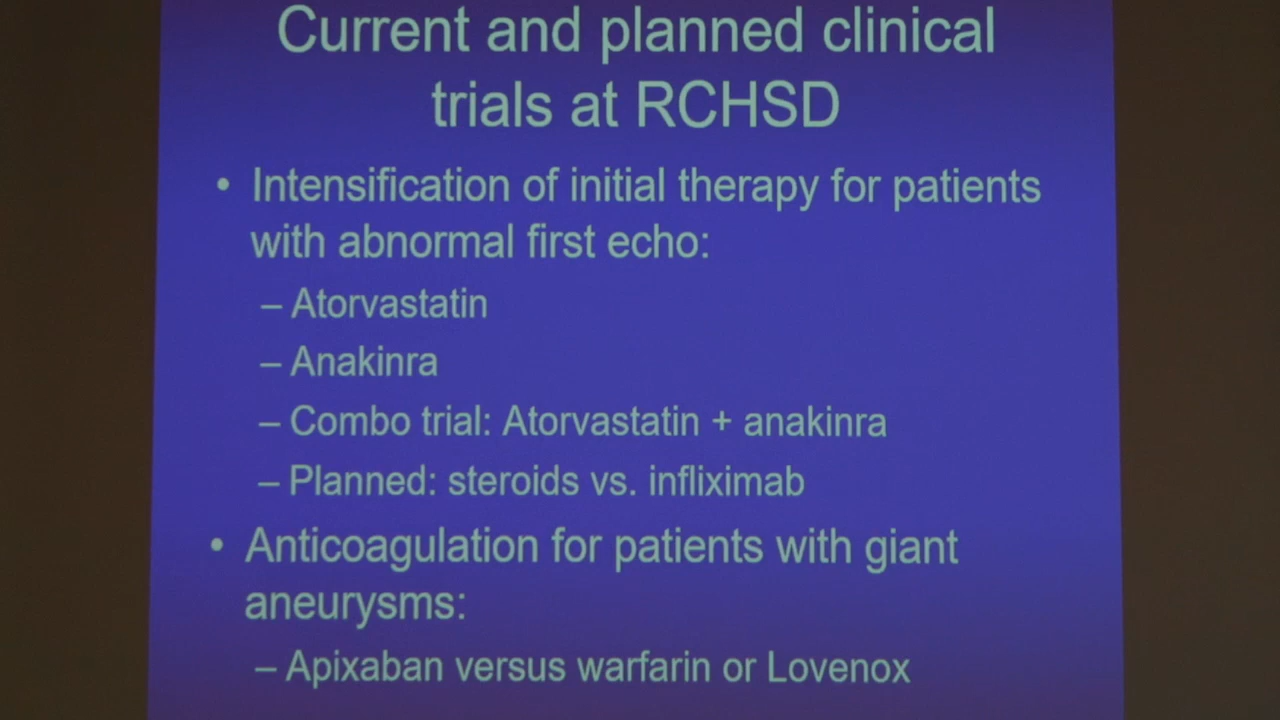 Current and planned clinical
trials at RCHSD
• Intensification of initial therapy for patients
with abnormal first echo:
– Atorvastatin
– Anakinra
– Combo trial: Atorvastatin + anakinra
– Planned: steroids vs. infliximab
• Anticoagulation for patients with giant
aneurysms:
– Apixaban versus warfarin or Lovenox